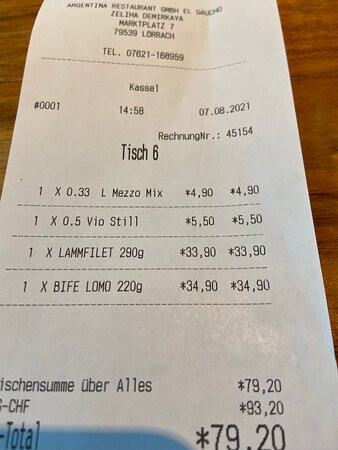 ARGENTINA RESTAURANT GMBH EL GAUCHO
ZELIHA DEMIRKAYA
MARKTPLATZ 7
79539 LÖRRACH
TEL. 07621-168959
Kasse1
#0001 14:58 07.08.2021
RechnungNr.: 45154
Tisch 6
1 X 0.33 L Mezzo Mix *4,90 *4,90
1 X 0.5 Vio Still *5,50 *5,50
1 X LAMMFILET 290g *33,90 *33,90
1 X BIFE LOMO 220g *34,90 *34,90
ischensumme über Alles *79,20
G-CHF *93,20
-Total *79,20